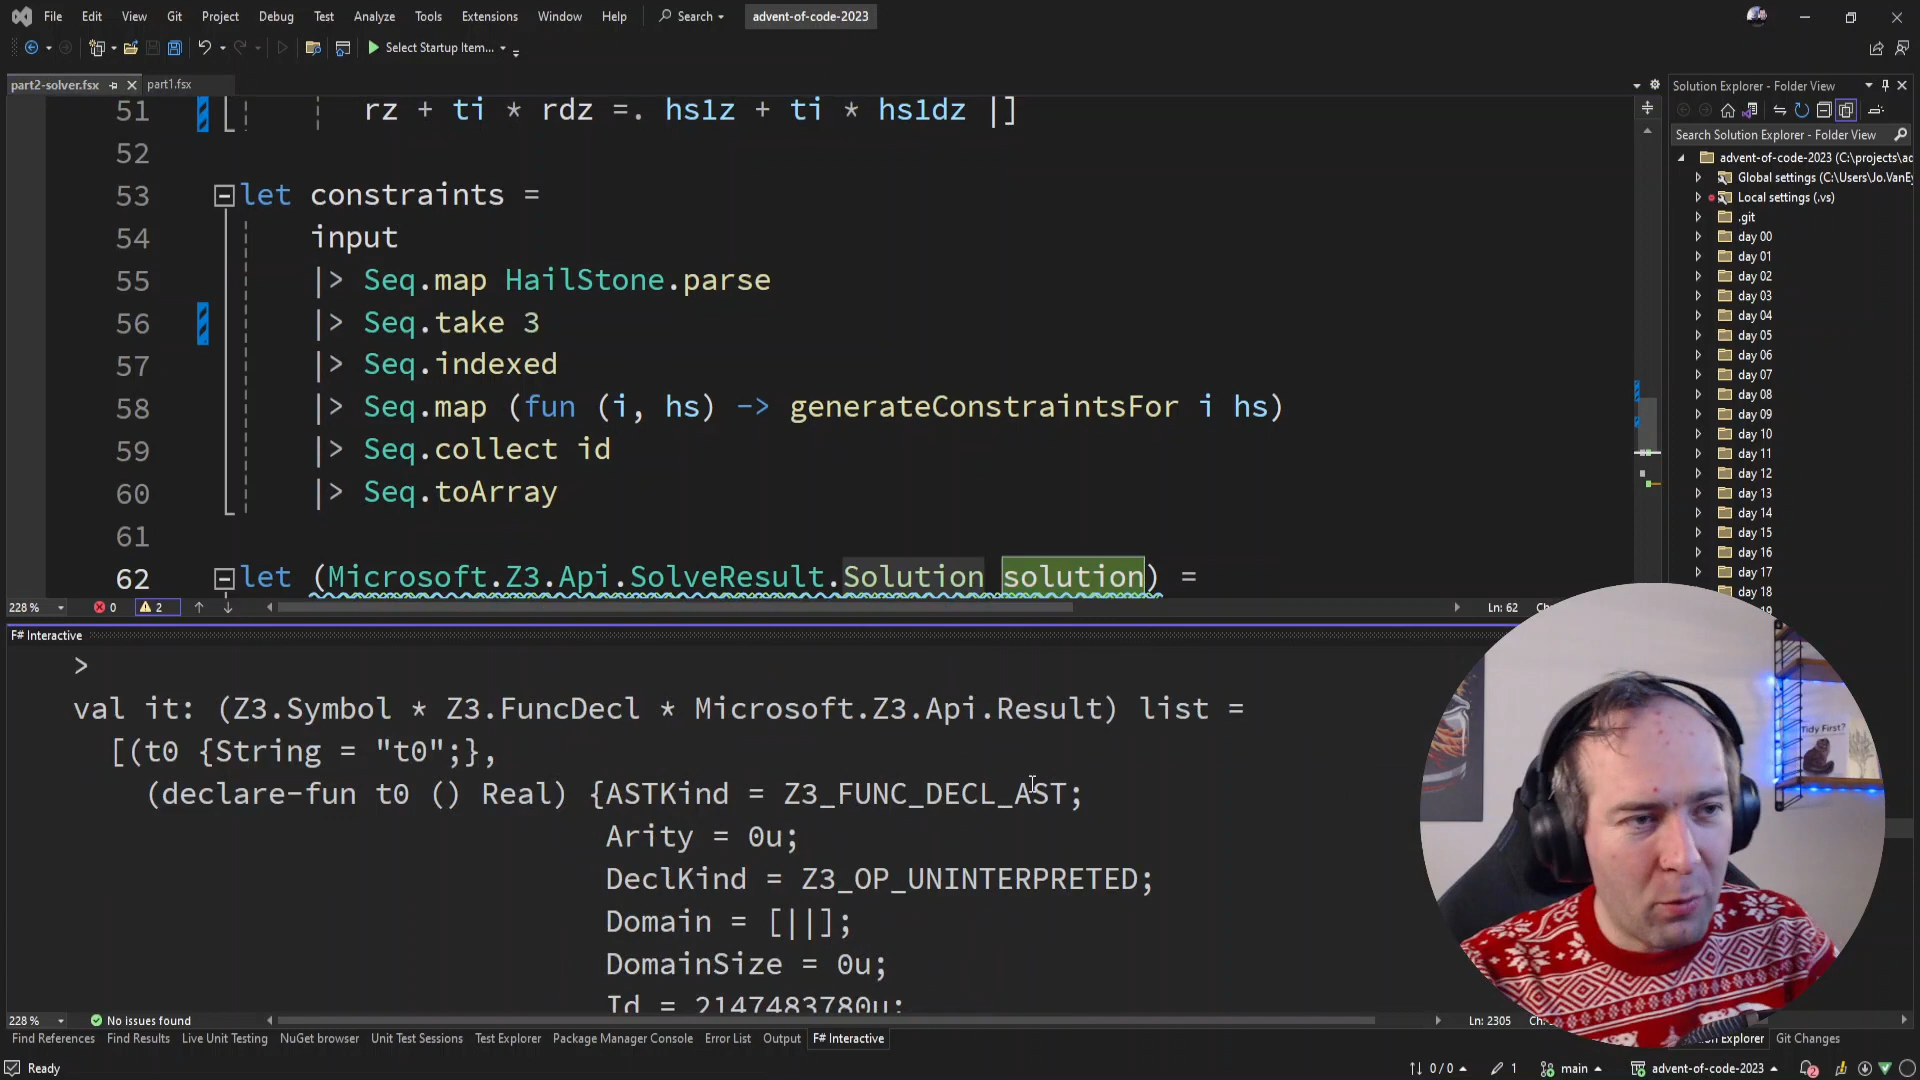 File Edit View Git Project Debug Test Analyze Tools Extensions Window Help Search advent-of-code-2023
Select Startup Item...
part2-solver.fsx part1.fsx
51 rz + ti * rdz =. hs1z + ti * hs1dz |]
52
53 let constraints =
54 input
55 |> Seq.map HailStone.parse
56 |> Seq.take 3
57 |> Seq.indexed
58 |> Seq.map (fun (i, hs) -> generateConstraintsFor i hs)
59 |> Seq.collect id
60 |> Seq.toArray
61
62 let (Microsoft.Z3.Api.SolveResult.Solution solution) =
228 % 0 2 Ln: 62
F# Interactive
>
val it: (Z3.Symbol * Z3.FuncDecl * Microsoft.Z3.Api.Result) list =
[(t0 {String = "t0";},
(declare-fun t0 () Real) {ASTKind = Z3_FUNC_DECL_AST;
Arity = 0u;
DeclKind = Z3_OP_UNINTERPRETED;
Domain = [||];
DomainSize = 0u;
Id = 2147483780u;
228 % No issues found Ln: 2305
Find References Find Results Live Unit Testing NuGet browser Unit Test Sessions Test Explorer Package Manager Console Error List Output F# Interactive
Explorer Git Changes
Ready 0 / 0 1 main advent-of-code-2023 2
Solution Explorer - Folder View
Search Solution Explorer - Folder View
advent-of-code-2023 (C:\projects\ad
Global settings (C:\Users\Jo.VanEy
Local settings (.vs)
.git
day 00
day 01
day 02
day 03
day 04
day 05
day 06
day 07
day 08
day 09
day 10
day 11
day 12
day 13
day 14
day 15
day 16
day 17
day 18
Tidy First?